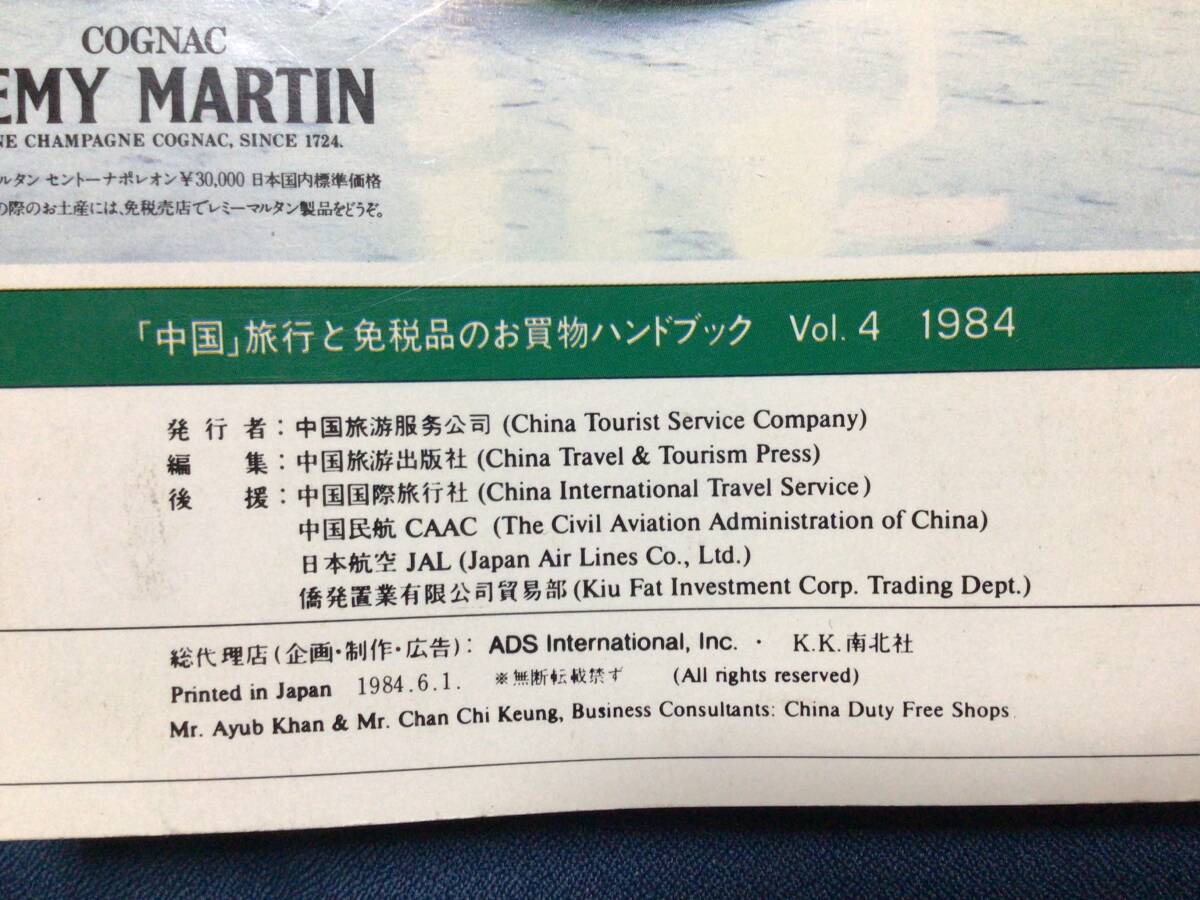 COGNAC
EMY MARTIN
NE CHAMPAGNE COGNAC, SINCE 1724.
ルタン セントーナポレオン¥30,000 日本国内標準価格
の際のお土産には、免税売店でレミーマルタン製品をどうぞ。
「中国」旅行と免税品のお買物ハンドブック Vol. 4 1984
発行者: 中国旅游服务公司 (China Tourist Service Company)
編集: 中国旅游出版社 (China Travel & Tourism Press)
後援: 中国国際旅行社 (China International Travel Service)
中国民航 CAAC (The Civil Aviation Administration of China)
日本航空 JAL (Japan Air Lines Co., Ltd.)
僑発置業有限公司貿易部 (Kiu Fat Investment Corp. Trading Dept.)
総代理店(企画・制作・広告): ADS International, Inc. · K.K.南北社
Printed in Japan 1984.6.1. ※無断転載禁ず (All rights reserved)
Mr. Ayub Khan & Mr. Chan Chi Keung, Business Consultants: China Duty Free Shops